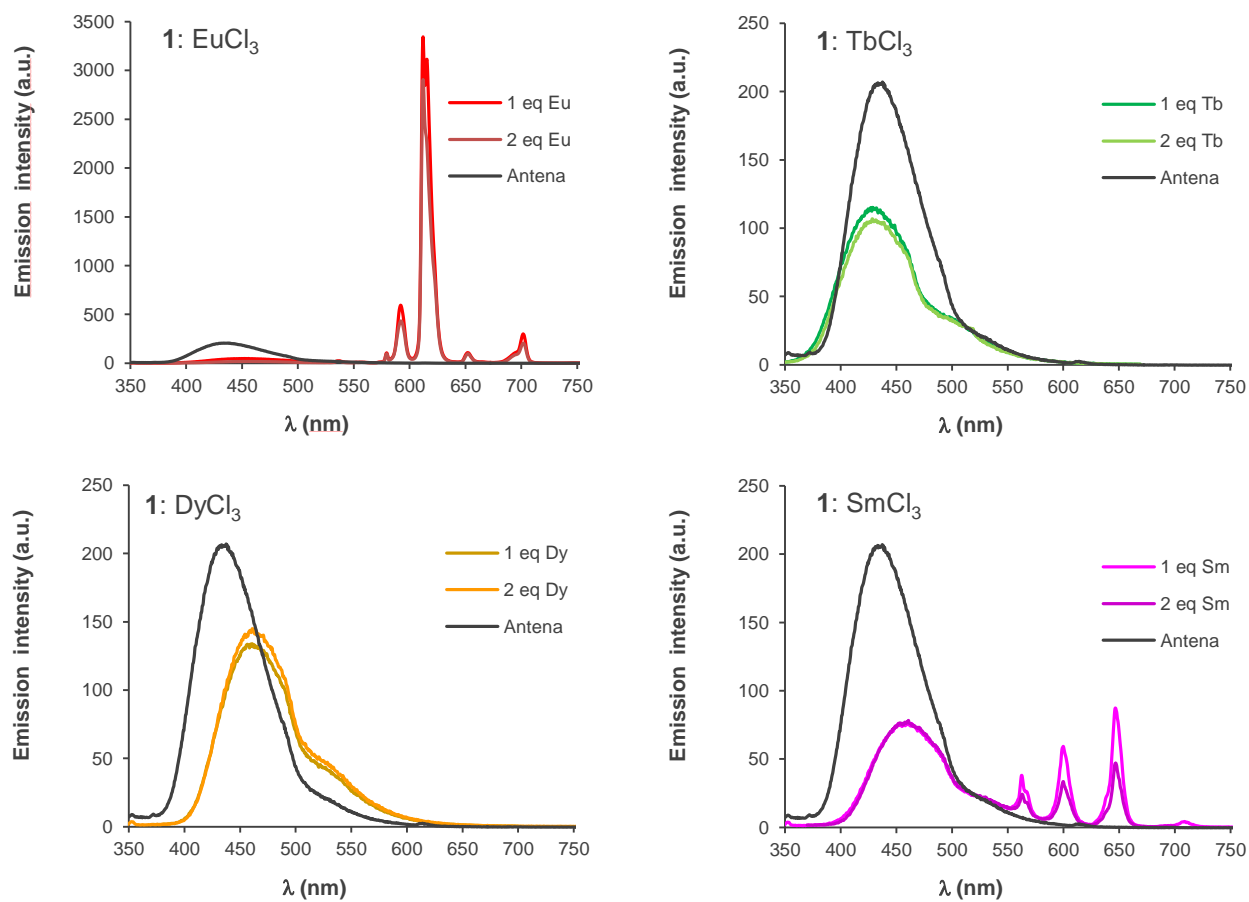 1: EuCl₃
Emission intensity (a.u.)
3500
3000
2500
2000
1500
1000
500
0
350 400 450 500 550 600 650 700 750
λ (nm)
1 eq Eu
2 eq Eu
Antena
1: TbCl₃
Emission intensity (a.u.)
250
200
150
100
50
0
350 400 450 500 550 600 650 700 750
λ (nm)
1 eq Tb
2 eq Tb
Antena
1: DyCl₃
Emission intensity (a.u.)
250
200
150
100
50
0
350 400 450 500 550 600 650 700 750
λ (nm)
1 eq Dy
2 eq Dy
Antena
1: SmCl₃
Emission intensity (a.u.)
250
200
150
100
50
0
350 400 450 500 550 600 650 700 750
λ (nm)
1 eq Sm
2 eq Sm
Antena